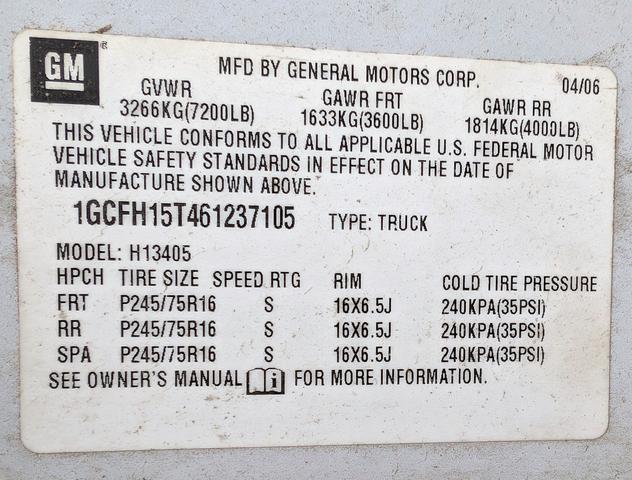 GM®
MFD BY GENERAL MOTORS CORP. 04/06
GVWR GAWR FRT GAWR RR
3266KG(7200LB) 1633KG(3600LB) 1814KG(4000LB)
THIS VEHICLE CONFORMS TO ALL APPLICABLE U.S. FEDERAL MOTOR
VEHICLE SAFETY STANDARDS IN EFFECT ON THE DATE OF
MANUFACTURE SHOWN ABOVE.
1GCFH15T461237105 TYPE: TRUCK
MODEL: H13405
HPCH TIRE SIZE SPEED RTG RIM COLD TIRE PRESSURE
FRT P245/75R16 S 16X6.5J 240KPA(35PSI)
RR P245/75R16 S 16X6.5J 240KPA(35PSI)
SPA P245/75R16 S 16X6.5J 240KPA(35PSI)
SEE OWNER'S MANUAL i FOR MORE INFORMATION.